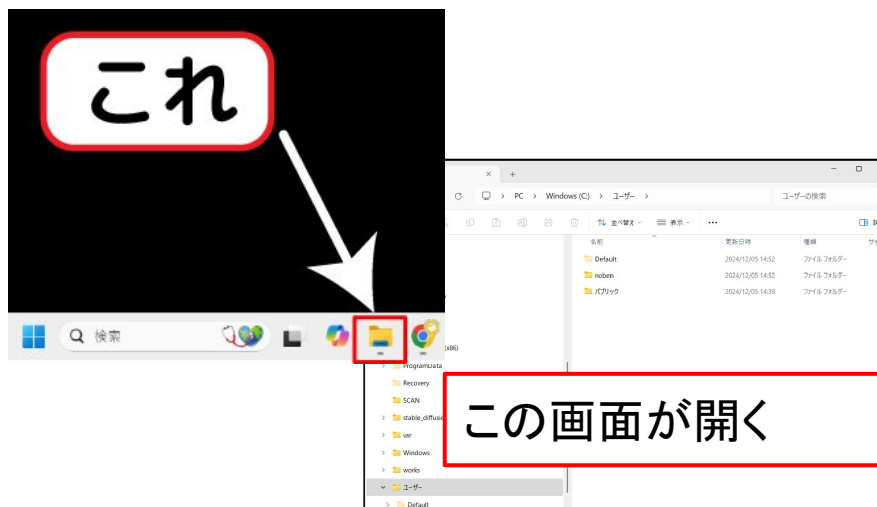 これ
検索
PC > Windows (C:) > ユーザー >
ユーザーの検索
並べ替え
表示
名前
更新日時
種類
Default
2024/12/05 14:52
ファイル フォルダー
noben
2024/12/05 14:52
ファイル フォルダー
パブリック
2024/12/05 14:39
ファイル フォルダー
(x86)
ProgramData
Recovery
SCAN
usr
Windows
works
ユーザー
Default
この画面が開く